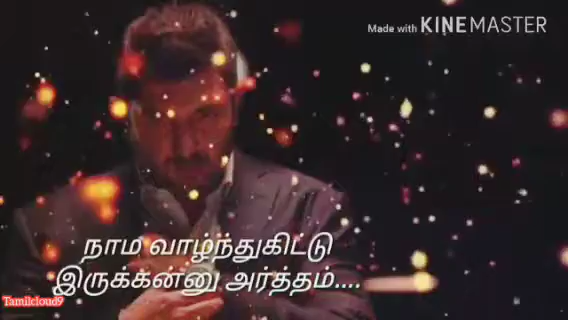 Made with KINEMASTER
நாம வாழ்ந்துகிட்டு
இருக்கன்னு அர்த்தம்....
Tamilcloud9